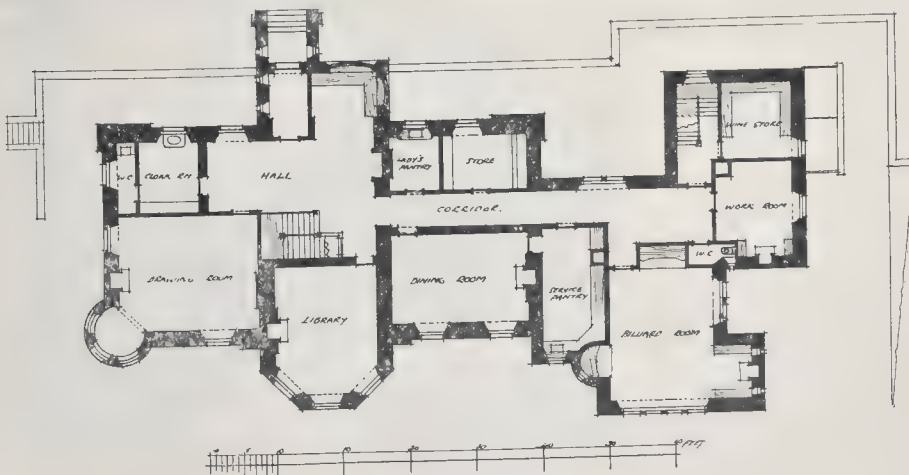 W.C
CLOAK RM
HALL
LADY'S
PANTRY
STORE
WINE STORE
WORK ROOM
CORRIDOR.
DRAWING ROOM
LIBRARY
DINING ROOM
SERVICE
PANTRY
W.C
BILLIARD ROOM
10
FEET